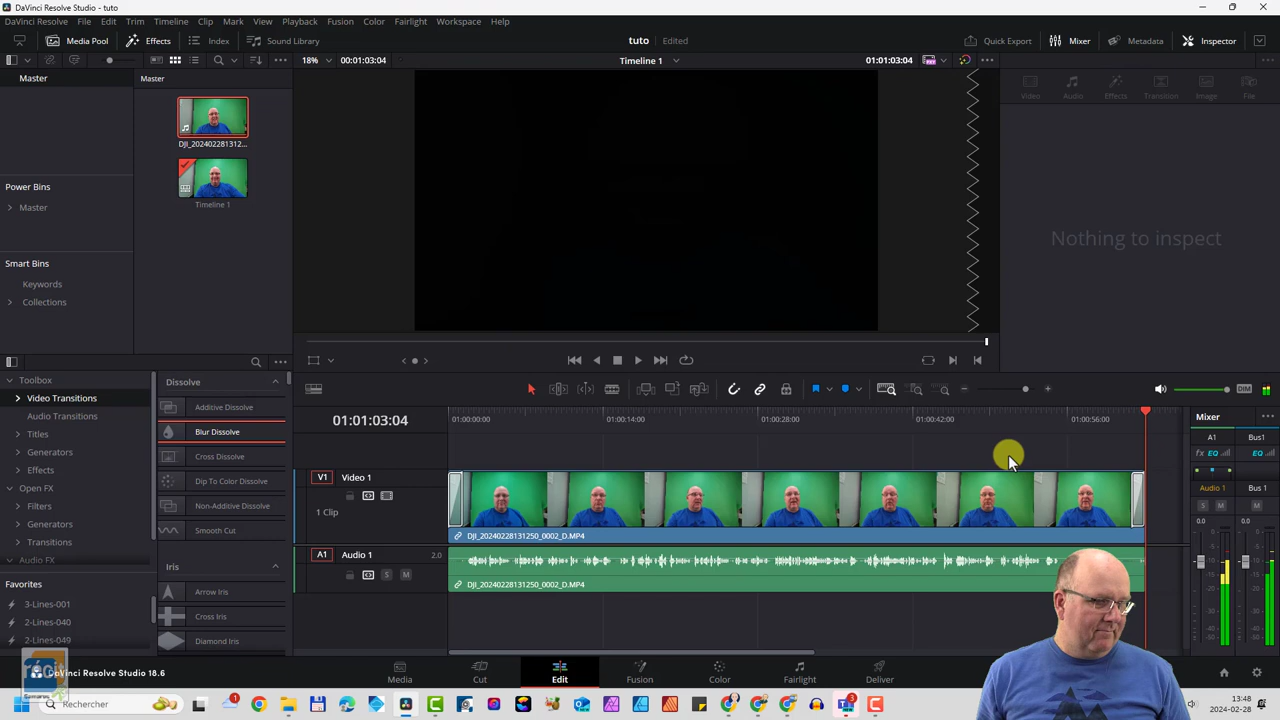 DaVinci Resolve Studio - tuto
DaVinci Resolve File Edit Trim Timeline Clip Mark View Playback Fusion Color Fairlight Workspace Help
Media Pool Effects Index Sound Library tuto Edited Quick Export Mixer Metadata Inspector
18% 00:01:03:04 Timeline 1 01:01:03:04
Master Master
Video Audio Effects Transition Image File
DJI_202402281312...
Power Bins
Master
Timeline 1
Nothing to inspect
Smart Bins
Keywords
Collections
Toolbox
Video Transitions
Audio Transitions
Titles
Generators
Effects
Open FX
Filters
Generators
Transitions
Audio FX
Favorites
3-Lines-001
2-Lines-040
2-Lines-049
Dissolve
Additive Dissolve
Blur Dissolve
Cross Dissolve
Dip To Color Dissolve
Non-Additive Dissolve
Smooth Cut
Iris
Arrow Iris
Cross Iris
Diamond Iris
DIM
01:01:03:04
01:00:00:00 01:00:14:00 01:00:28:00 01:00:42:00 01:00:56:00
V1 Video 1
1 Clip
DJI_20240228131250_0002_D.MP4
A1 Audio 1 2.0
S M
DJI_20240228131250_0002_D.MP4
Mixer
A1 Bus1
fx EQ EQ
Audio 1 Bus 1
S M M
0.0 0.0
récit
DaVinci Resolve Studio 18.6
Media Cut Edit Fusion Color Fairlight Deliver
Rechercher
13:48
2024-02-28